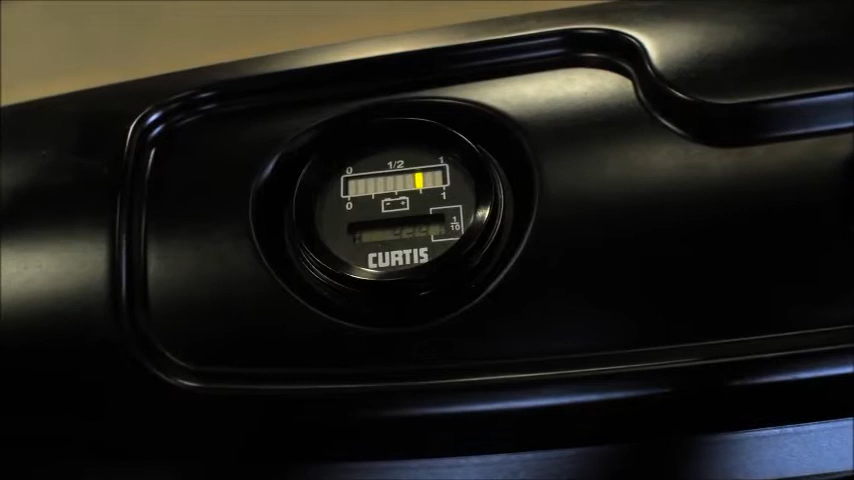 0 1/2 1
0 1
- +
1/10
CURTIS